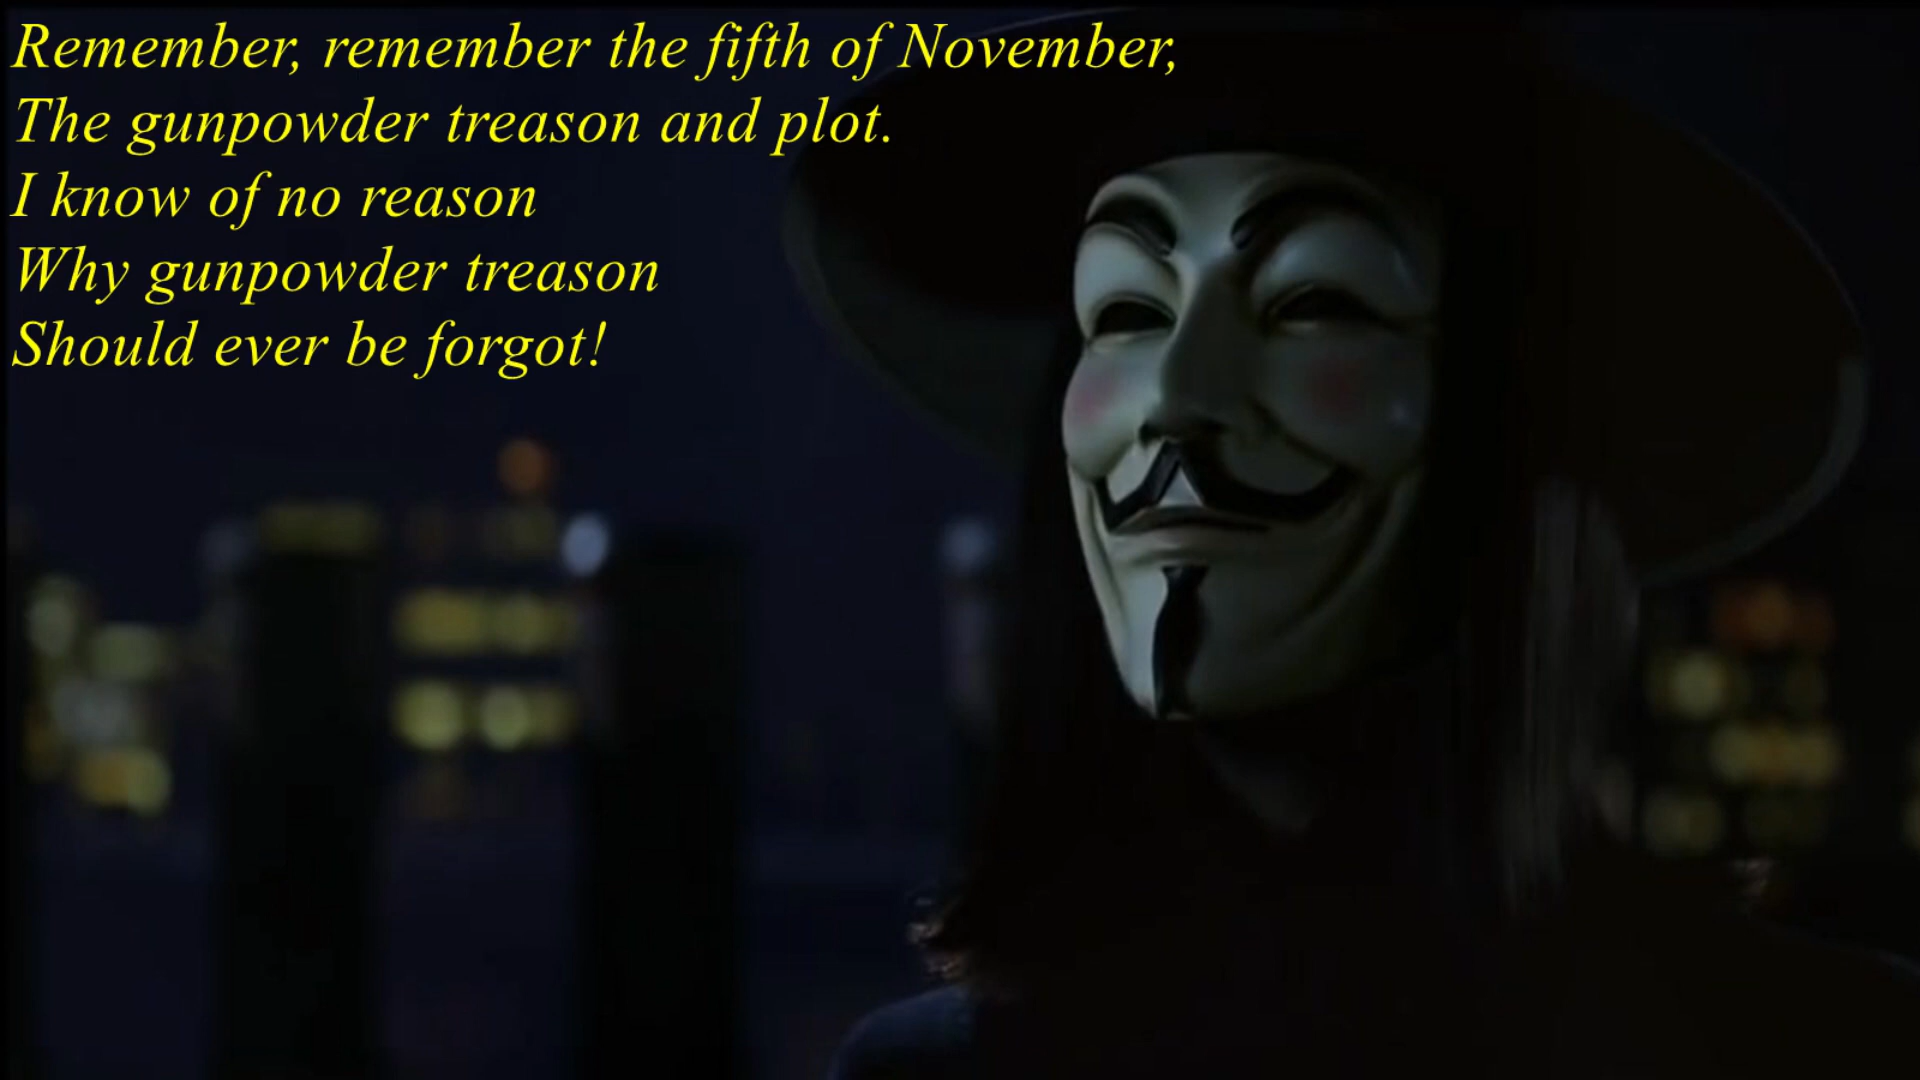 Remember, remember the fifth of November,
The gunpowder treason and plot.
I know of no reason
Why gunpowder treason
Should ever be forgot!